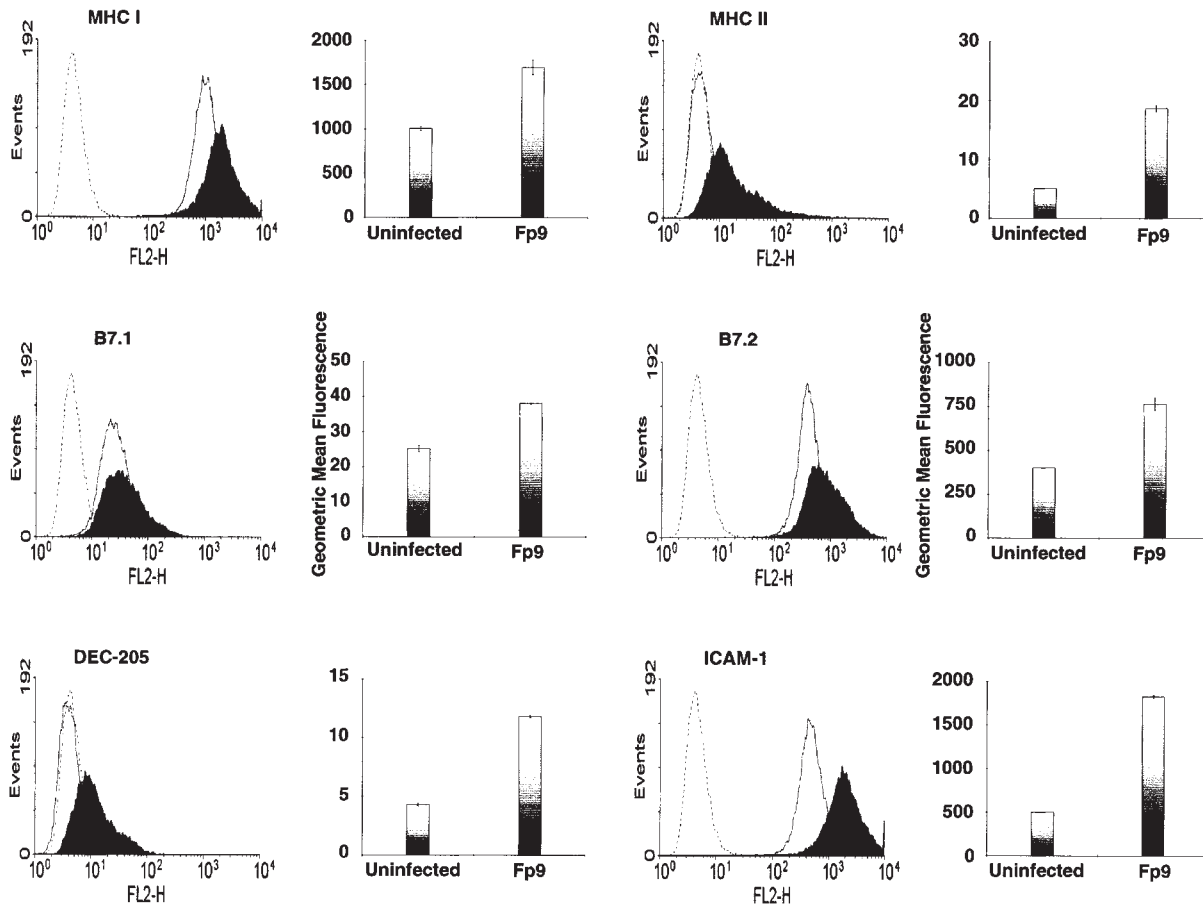 MHC I
192
Events
0
10^0 10^1 10^2 10^3 10^4
FL2-H
2000
1500
1000
500
0
Uninfected Fp9
MHC II
192
Events
0
10^0 10^1 10^2 10^3 10^4
FL2-H
30
20
10
0
Uninfected Fp9
B7.1
192
Events
0
10^0 10^1 10^2 10^3 10^4
FL2-H
Geometric Mean Fluorescence
50
40
30
20
10
0
Uninfected Fp9
B7.2
192
Events
0
10^0 10^1 10^2 10^3 10^4
FL2-H
Geometric Mean Fluorescence
1000
750
500
250
0
Uninfected Fp9
DEC-205
192
Events
0
10^0 10^1 10^2 10^3 10^4
FL2-H
15
10
5
0
Uninfected Fp9
ICAM-1
192
Events
0
10^0 10^1 10^2 10^3 10^4
FL2-H
2000
1500
1000
500
0
Uninfected Fp9